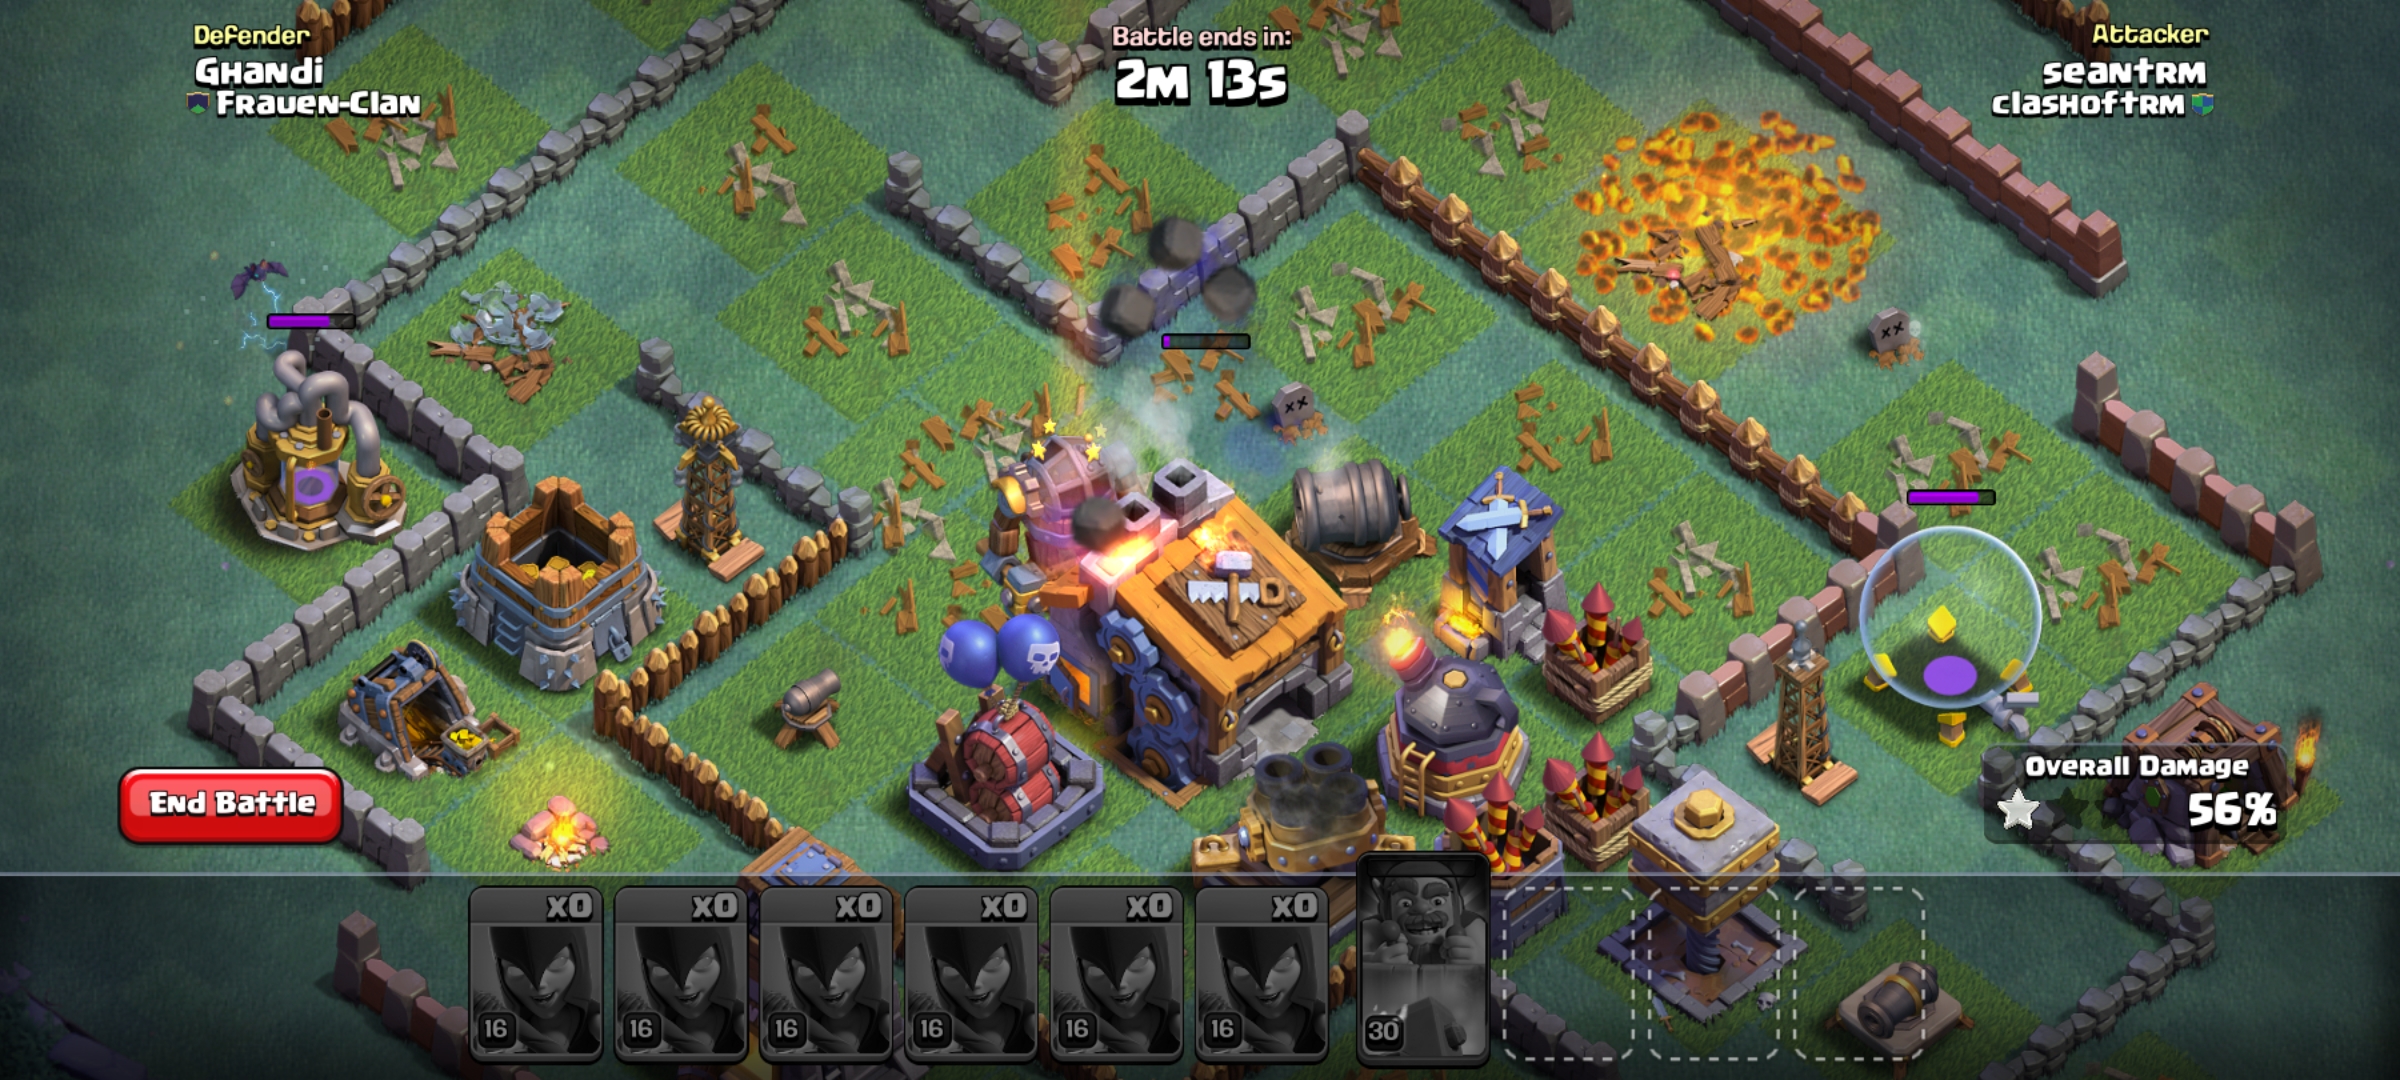 Defender
Ghandi
Frauen-Clan
Battle ends in:
2M 13s
Attacker
seantRM
clashoftRM
End Battle
Overall Damage
56%
x0
x0
x0
x0
x0
x0
16
16
16
16
16
16
30